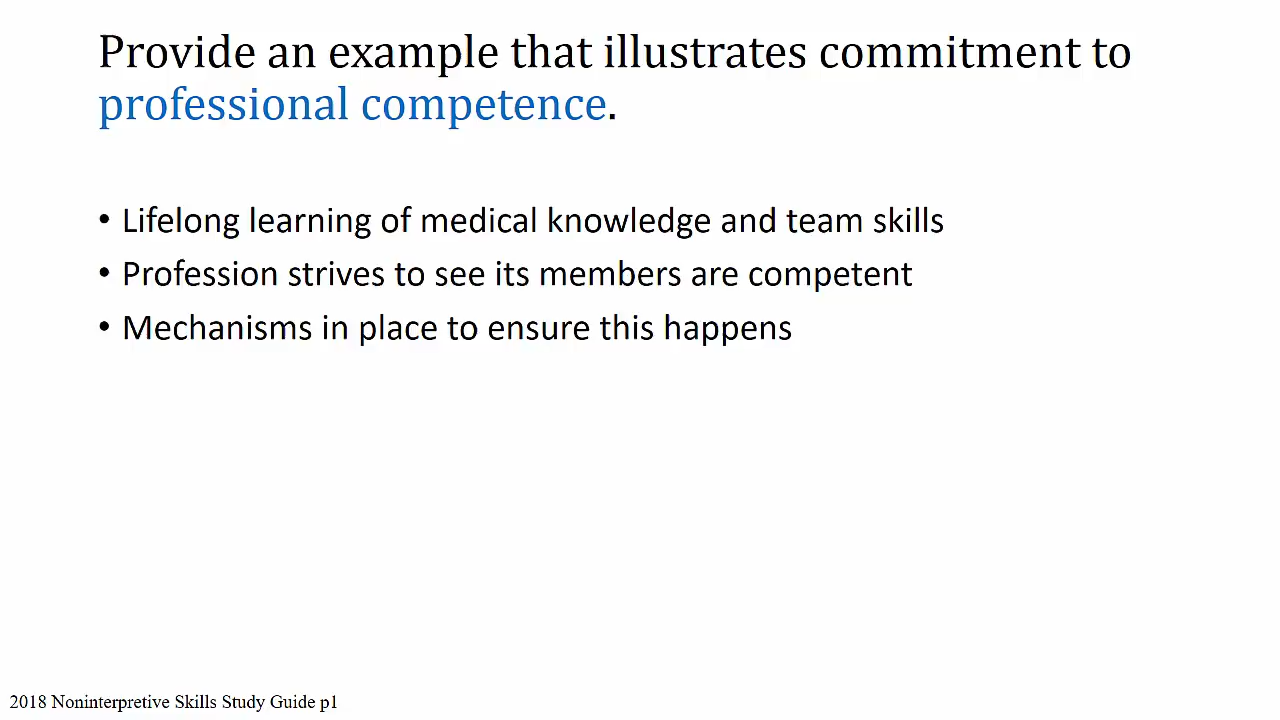 Provide an example that illustrates commitment to
professional competence.
• Lifelong learning of medical knowledge and team skills
• Profession strives to see its members are competent
• Mechanisms in place to ensure this happens
2018 Noninterpretive Skills Study Guide p1